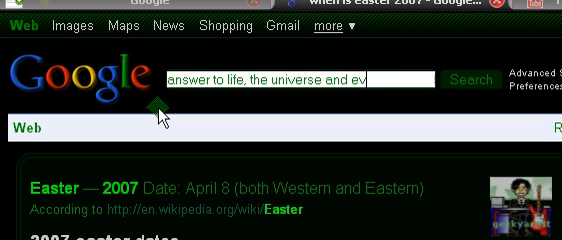 Google
when is easter 2007 - Google...
Web Images Maps News Shopping Gmail more ▼
Google
answer to life, the universe and ev
Search
Advanced S
Preferences
Web
R
Easter — 2007 Date: April 8 (both Western and Eastern)
According to http://en.wikipedia.org/wiki/Easter
2007 easter dates